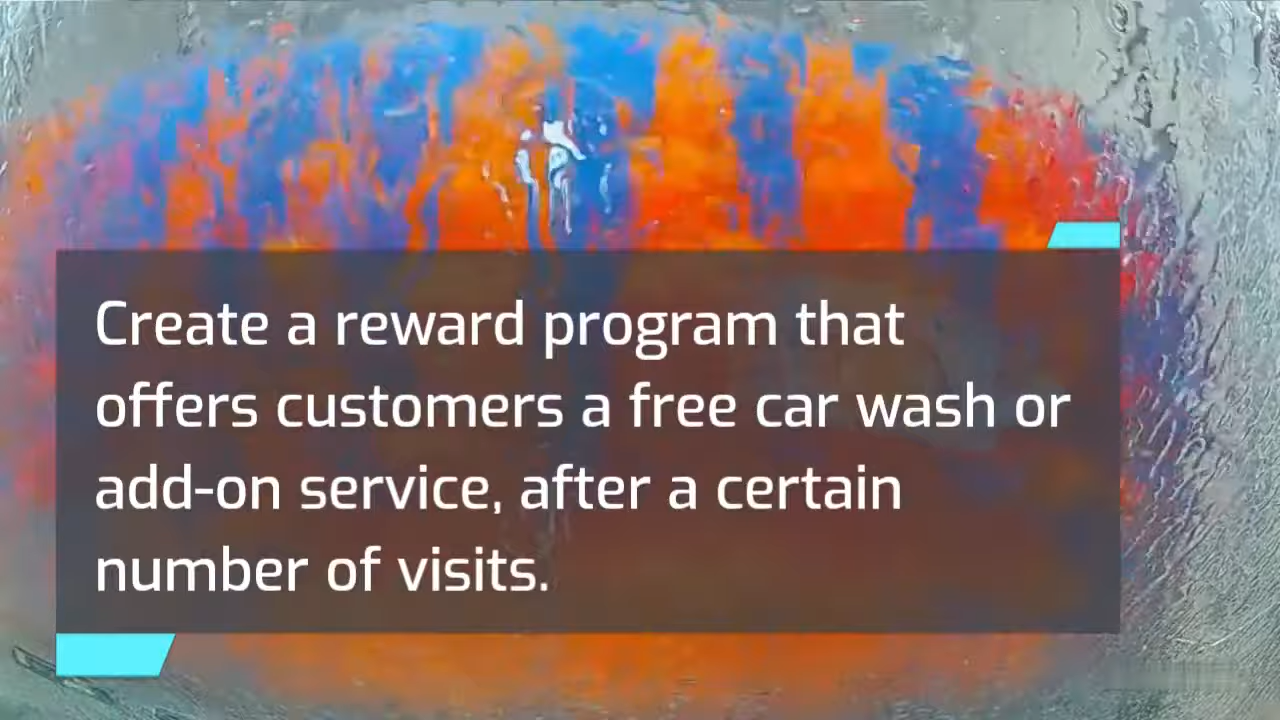 Create a reward program that
offers customers a free car wash or
add-on service, after a certain
number of visits.